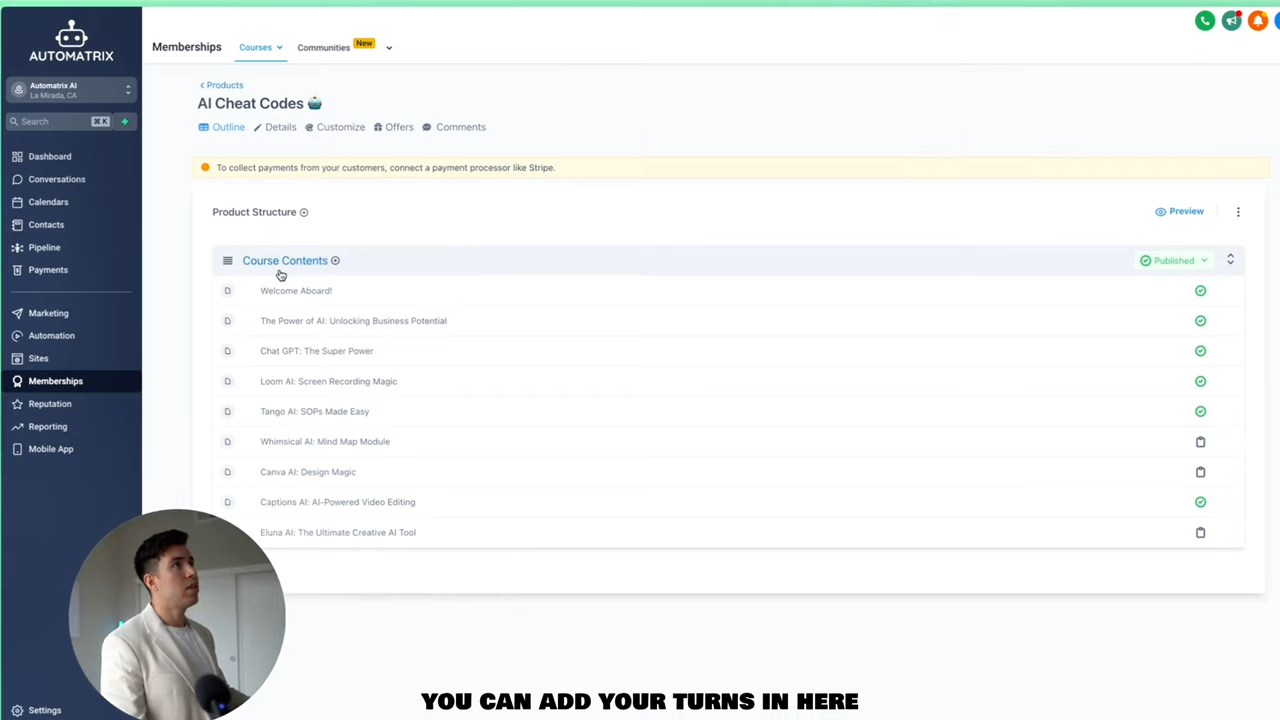 AUTOMATRIX
Automatrix AI
La Mirada, CA
Search
⌘K
Dashboard
Conversations
Calendars
Contacts
Pipeline
Payments
Marketing
Automation
Sites
Memberships
Reputation
Reporting
Mobile App
Settings
Memberships
Courses
Communities
New
Products
AI Cheat Codes
Outline
Details
Customize
Offers
Comments
To collect payments from your customers, connect a payment processor like Stripe.
Product Structure
Preview
Course Contents
Published
Welcome Aboard!
The Power of AI: Unlocking Business Potential
Chat GPT: The Super Power
Loom AI: Screen Recording Magic
Tango AI: SOPs Made Easy
Whimsical AI: Mind Map Module
Canva AI: Design Magic
Captions AI: AI-Powered Video Editing
Eluna AI: The Ultimate Creative AI Tool
YOU CAN ADD YOUR TURNS IN HERE